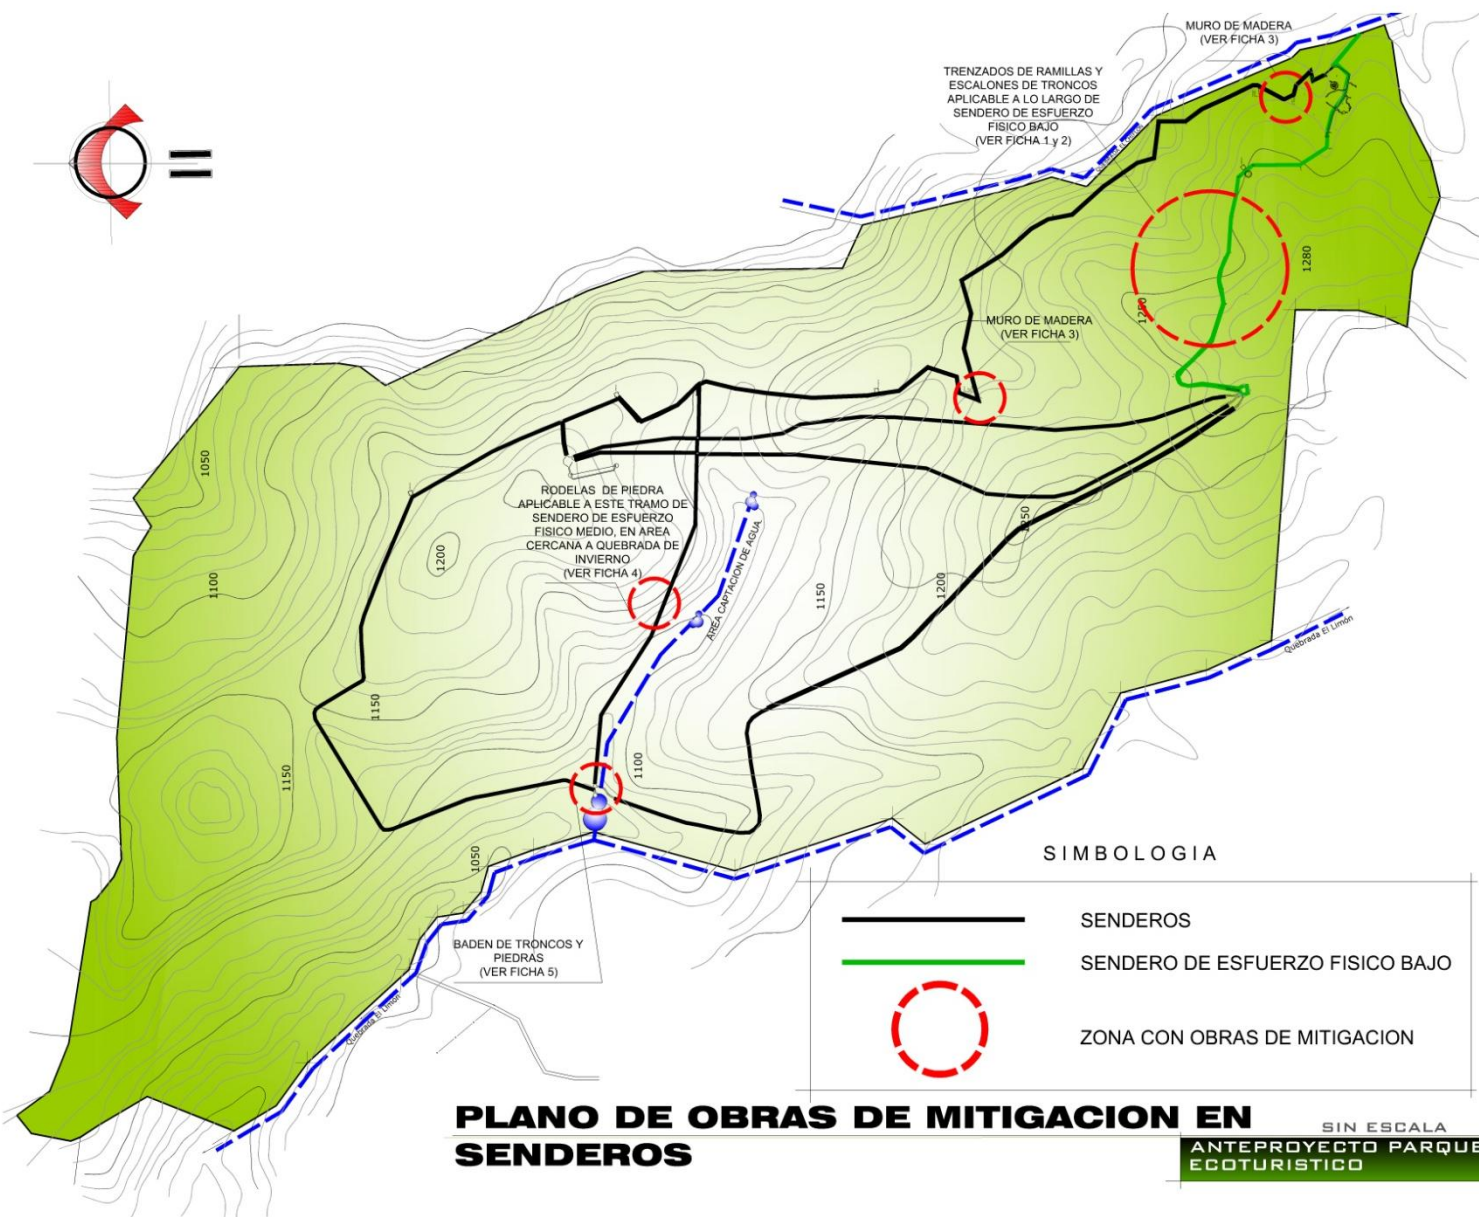 MURO DE MADERA
(VER FICHA 3)
TRENZADOS DE RAMILLAS Y
ESCALONES DE TRONCOS
APLICABLE A LO LARGO DE
SENDERO DE ESFUERZO
FISICO BAJO
(VER FICHA 1 y 2)
1280
1250
MURO DE MADERA
(VER FICHA 3)
1050
RODELAS DE PIEDRA
APLICABLE A ESTE TRAMO DE
SENDERO DE ESFUERZO
FISICO MEDIO, EN AREA
CERCANA A QUEBRADA DE
INVIERNO
(VER FICHA 4)
AREA CAPTACION DE AGUA
1250
1200
1100
1150
1200
Quebrada El Limón
1150
1150
1100
1050
BADEN DE TRONCOS Y
PIEDRAS
(VER FICHA 5)
Quebrada El Limón
SIMBOLOGIA
SENDEROS
SENDERO DE ESFUERZO FISICO BAJO
ZONA CON OBRAS DE MITIGACION
PLANO DE OBRAS DE MITIGACION EN
SENDEROS
SIN ESCALA
ANTEPROYECTO PARQUE
ECOTURISTICO